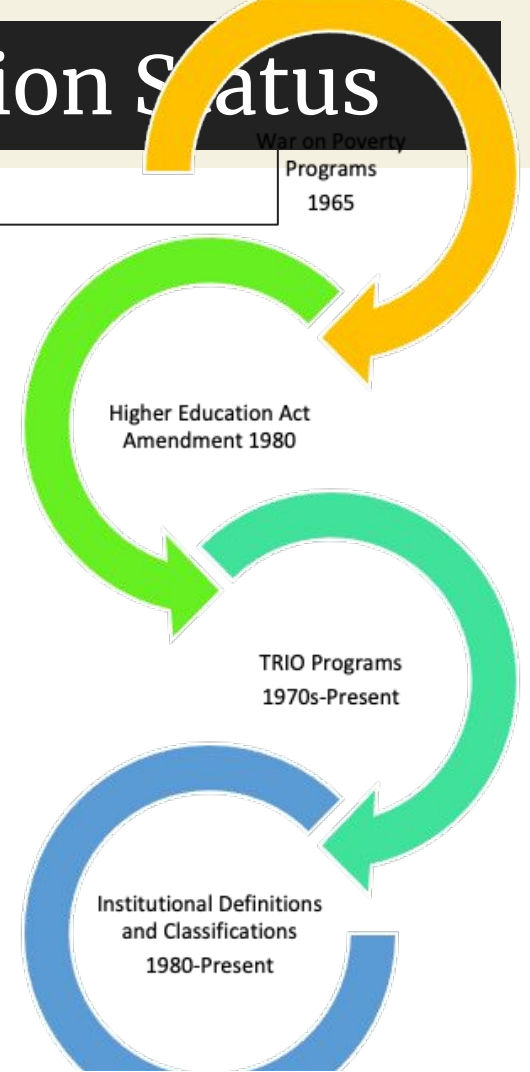 ion Status
War on Poverty
Programs
1965
Higher Education Act
Amendment 1980
TRIO Programs
1970s-Present
Institutional Definitions
and Classifications
1980-Present